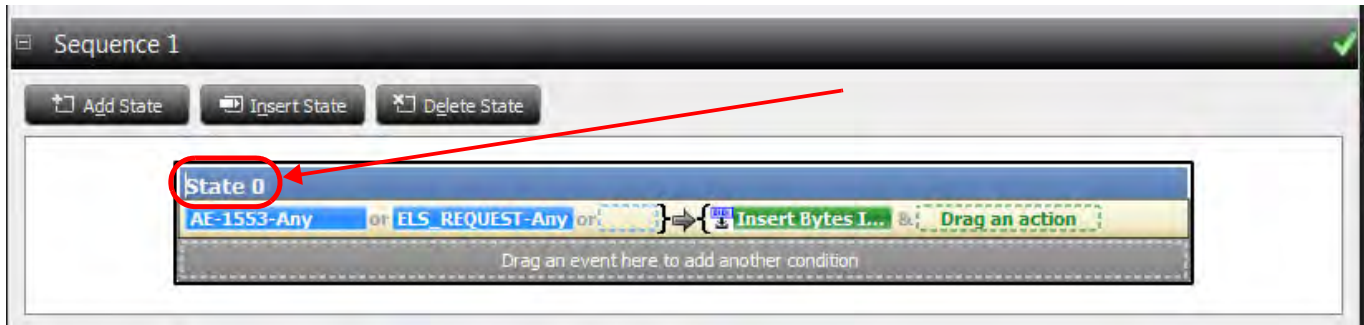 Sequence 1
Add State Insert State Delete State
State 0
AE-1553-Any or ELS_REQUEST-Any or } { Insert Bytes I... & Drag an action
Drag an event here to add another condition